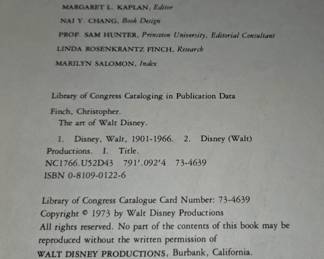 MARGARET L. KAPLAN, Editor
NAI Y. CHANG, Book Design
PROF. SAM HUNTER, Princeton University, Editorial Consultant
LINDA ROSENKRANTZ FINCH, Research
MARILYN SALOMON, Index
Library of Congress Cataloging in Publication Data
Finch, Christopher.
The art of Walt Disney.
1. Disney, Walt, 1901-1966. 2. Disney (Walt)
Productions. I. Title.
NC1766.U52D43 791'.092'4 73-4639
ISBN 0-8109-0122-6
Library of Congress Catalogue Card Number: 73-4639
Copyright © 1973 by Walt Disney Productions
All rights reserved. No part of the contents of this book may be
reproduced without the written permission of
WALT DISNEY PRODUCTIONS, Burbank, California.